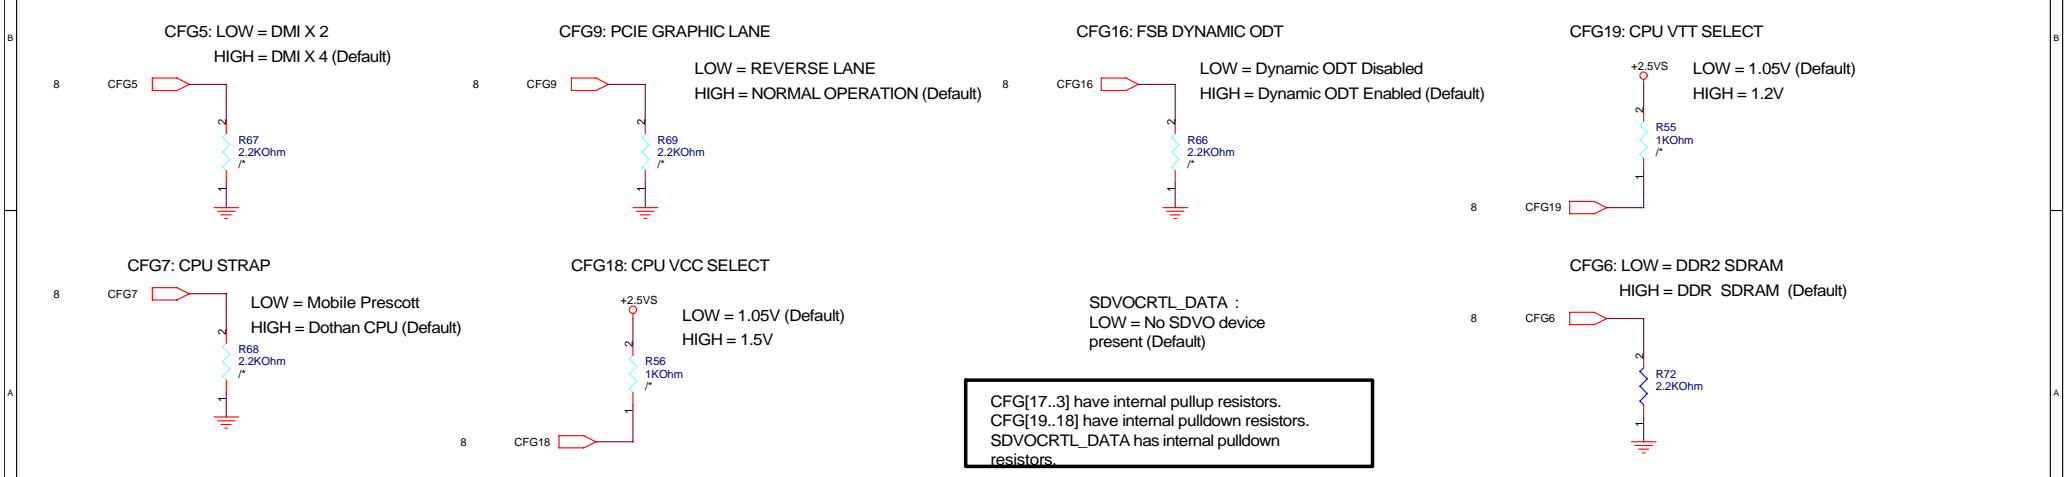 CFG5: LOW = DMI X 2
HIGH = DMI X 4 (Default)
8
CFG5
2
R67
2.2KOhm
/*
1
CFG9: PCIE GRAPHIC LANE
LOW = REVERSE LANE
HIGH = NORMAL OPERATION (Default)
8
CFG9
2
R69
2.2KOhm
/*
1
CFG16: FSB DYNAMIC ODT
LOW = Dynamic ODT Disabled
HIGH = Dynamic ODT Enabled (Default)
8
CFG16
2
R66
2.2KOhm
/*
1
CFG19: CPU VTT SELECT
+2.5VS
LOW = 1.05V (Default)
HIGH = 1.2V
2
R55
1KOhm
/*
1
8
CFG19
B
B
CFG7: CPU STRAP
8
CFG7
LOW = Mobile Prescott
HIGH = Dothan CPU (Default)
2
R68
2.2KOhm
/*
1
CFG18: CPU VCC SELECT
+2.5VS
LOW = 1.05V (Default)
HIGH = 1.5V
2
R56
1KOhm
/*
1
8
CFG18
SDVOCRTL_DATA :
LOW = No SDVO device
present (Default)
CFG[17..3] have internal pullup resistors.
CFG[19..18] have internal pulldown resistors.
SDVOCRTL_DATA has internal pulldown
resistors.
CFG6: LOW = DDR2 SDRAM
HIGH = DDR SDRAM (Default)
8
CFG6
2
R72
2.2KOhm
1
A
A